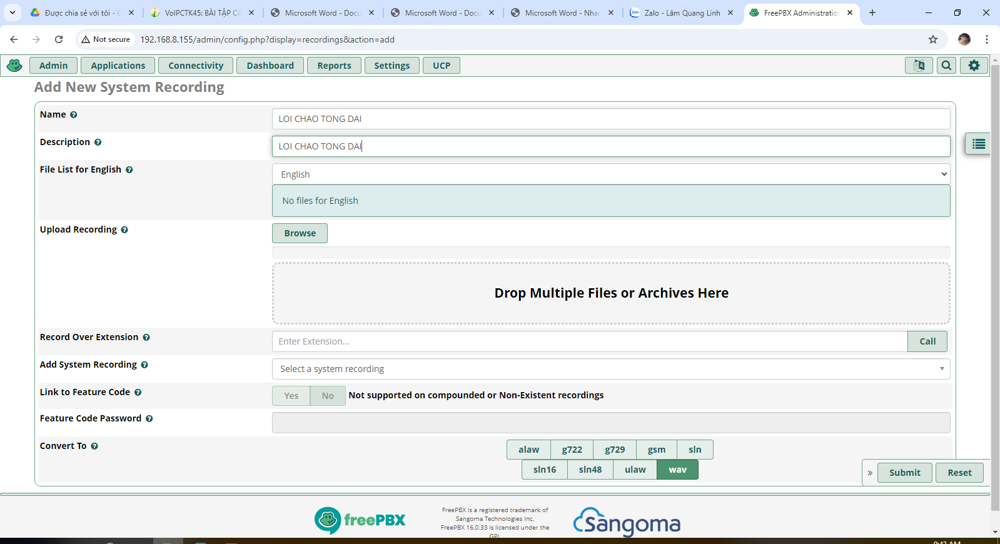 Được chia sẻ với tôi - G
VoIPCTK45: BÀI TẬP CÁ
Microsoft Word - Docu
Microsoft Word - Docu
Microsoft Word - Nhan
Zalo - Lâm Quang Linh
FreePBX Administratio
Not secure
192.168.8.155/admin/config.php?display=recordings&action=add
Admin
Applications
Connectivity
Dashboard
Reports
Settings
UCP
Add New System Recording
Name
LOI CHAO TONG DAI
Description
LOI CHAO TONG DAI
File List for English
English
No files for English
Upload Recording
Browse
Drop Multiple Files or Archives Here
Record Over Extension
Enter Extension...
Call
Add System Recording
Select a system recording
Link to Feature Code
Yes No Not supported on compounded or Non-Existent recordings
Feature Code Password
Convert To
alaw g722 g729 gsm sln
sln16 sln48 ulaw wav
» Submit Reset
freePBX
FreePBX is a registered trademark of
Sangoma Technologies Inc.
FreePBX 16.0.33 is licensed under the
GPL
Sangoma